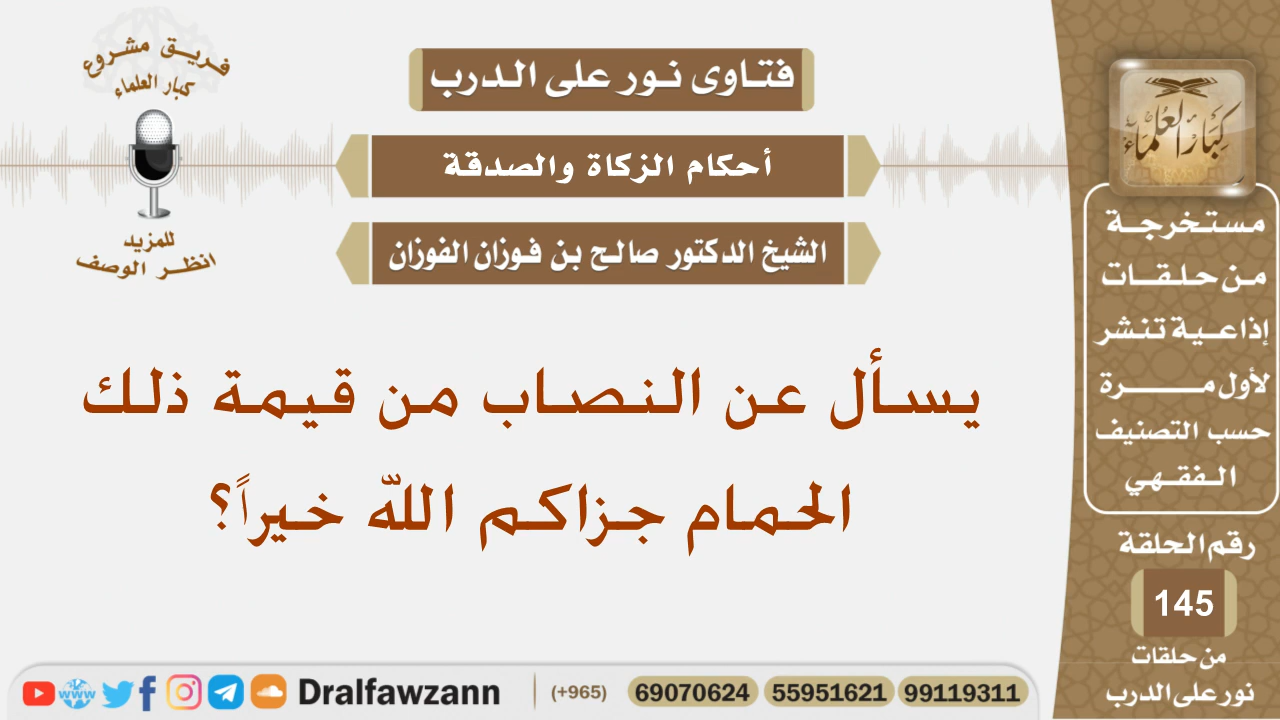 فريق مشروع
كبار العلماء
للمزيد
انظر الوصف
فتاوى نور على الدرب
أحكام الزكاة والصدقة
الشيخ الدكتور صالح بن فوزان الفوزان
يسأل عن النصاب من قيمة ذلك
الحمام جزاكم الله خيراً؟
كبار العلماء
مستخرجة
من حلقات
إذاعية تنشر
لأول مرة
حسب التصنيف
الفقهي
رقم الحلقة
145
من حلقات
نور على الدرب
www Dralfawzann (+965) 69070624 55951621 99119311